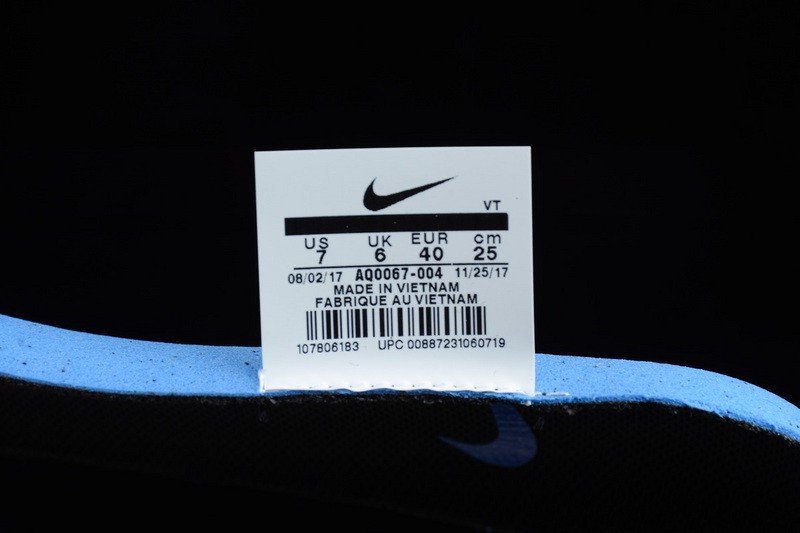 VT
US UK EUR cm
7 6 40 25
08/02/17 AQ0067-004 11/25/17
MADE IN VIETNAM
FABRIQUE AU VIETNAM
107806183 UPC 00887231060719